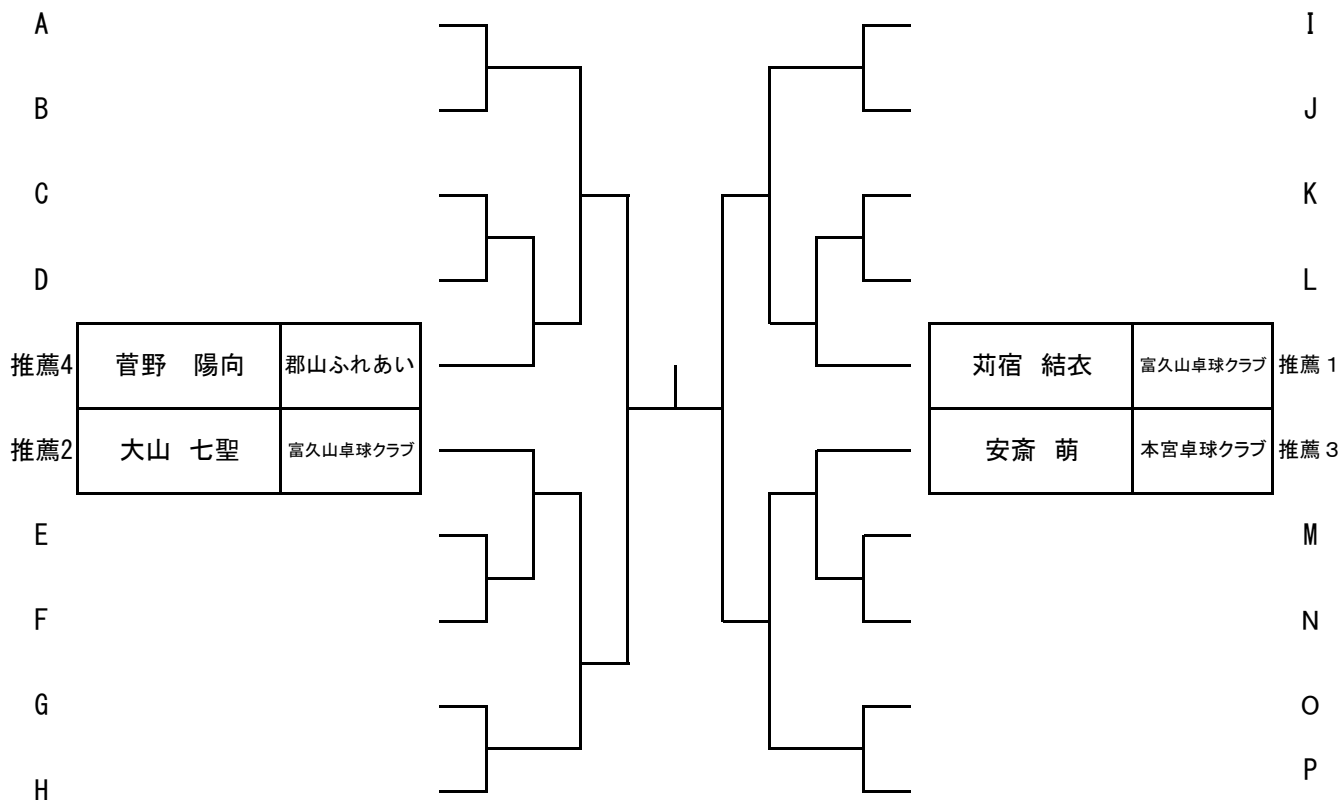 A
I
B
J
C
K
D
L
推薦4 菅野　陽向 郡山ふれあい
苅宿　結衣 富久山卓球クラブ 推薦１
推薦2 大山　七聖 富久山卓球クラブ
安斎　萌 本宮卓球クラブ 推薦３
E
M
F
N
G
O
H
P